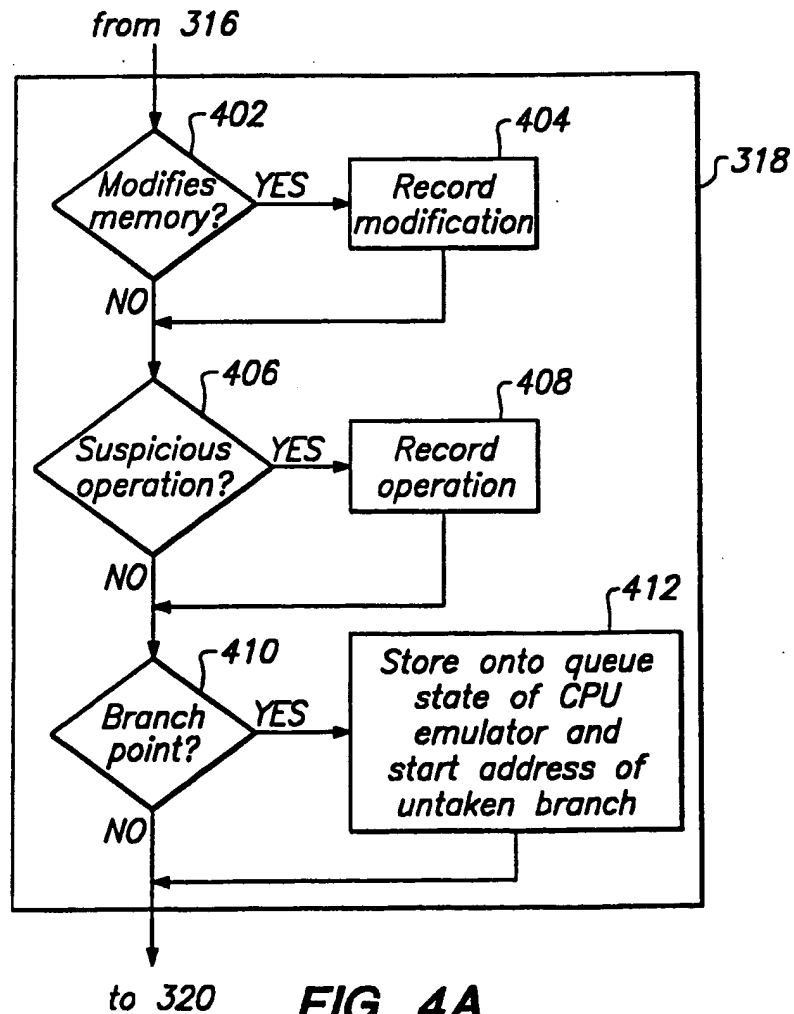 from 316
402
404
318
Modifies
memory?
YES
Record
modification
NO
406
408
Suspicious
operation?
YES
Record
operation
NO
412
410
Branch
point?
YES
Store onto queue
state of CPU
emulator and
start address of
untaken branch
NO
to 320
FIG. 4A